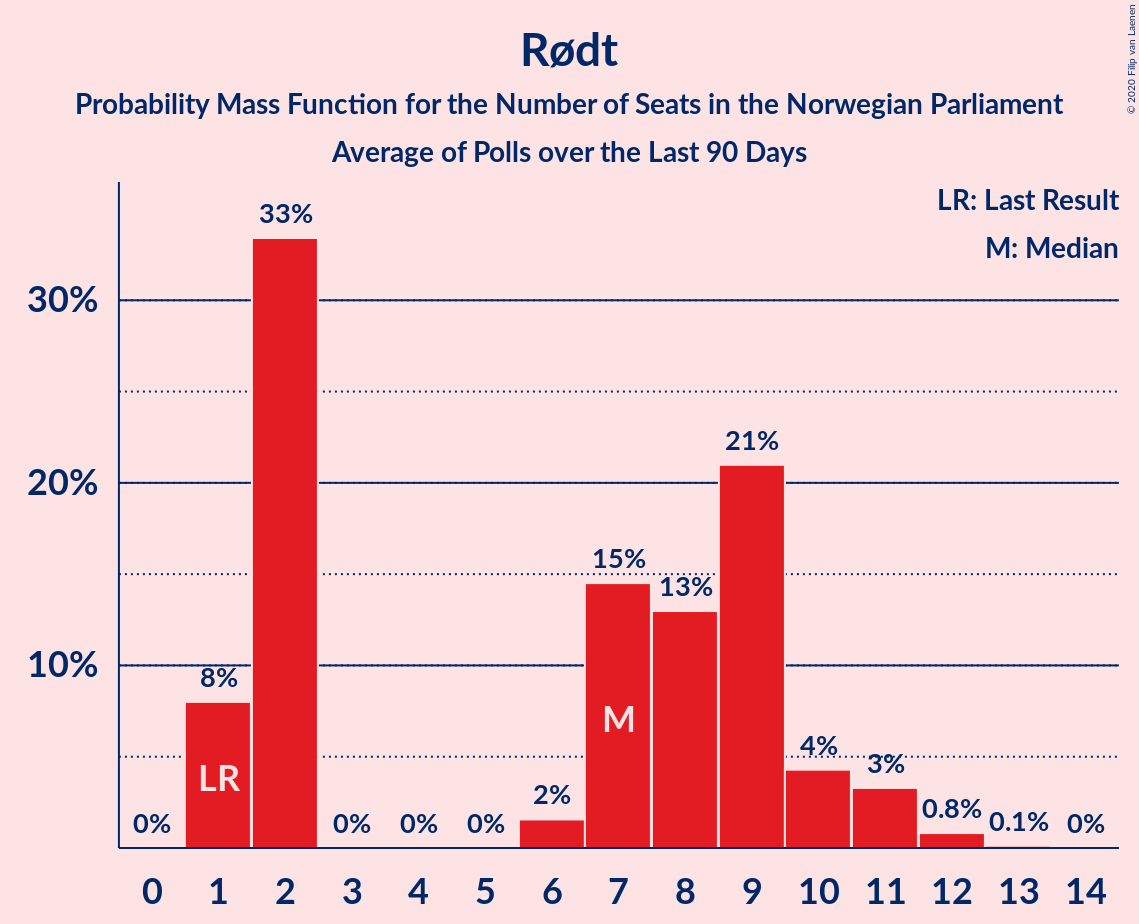 Rødt
Probability Mass Function for the Number of Seats in the Norwegian Parliament
Average of Polls over the Last 90 Days
© 2020 Filip van Laenen
LR: Last Result
M: Median
30%
20%
10%
0%
8%
33%
0%
0%
0%
2%
15%
13%
21%
4%
3%
0.8%
0.1%
0%
LR
M
0 1 2 3 4 5 6 7 8 9 10 11 12 13 14